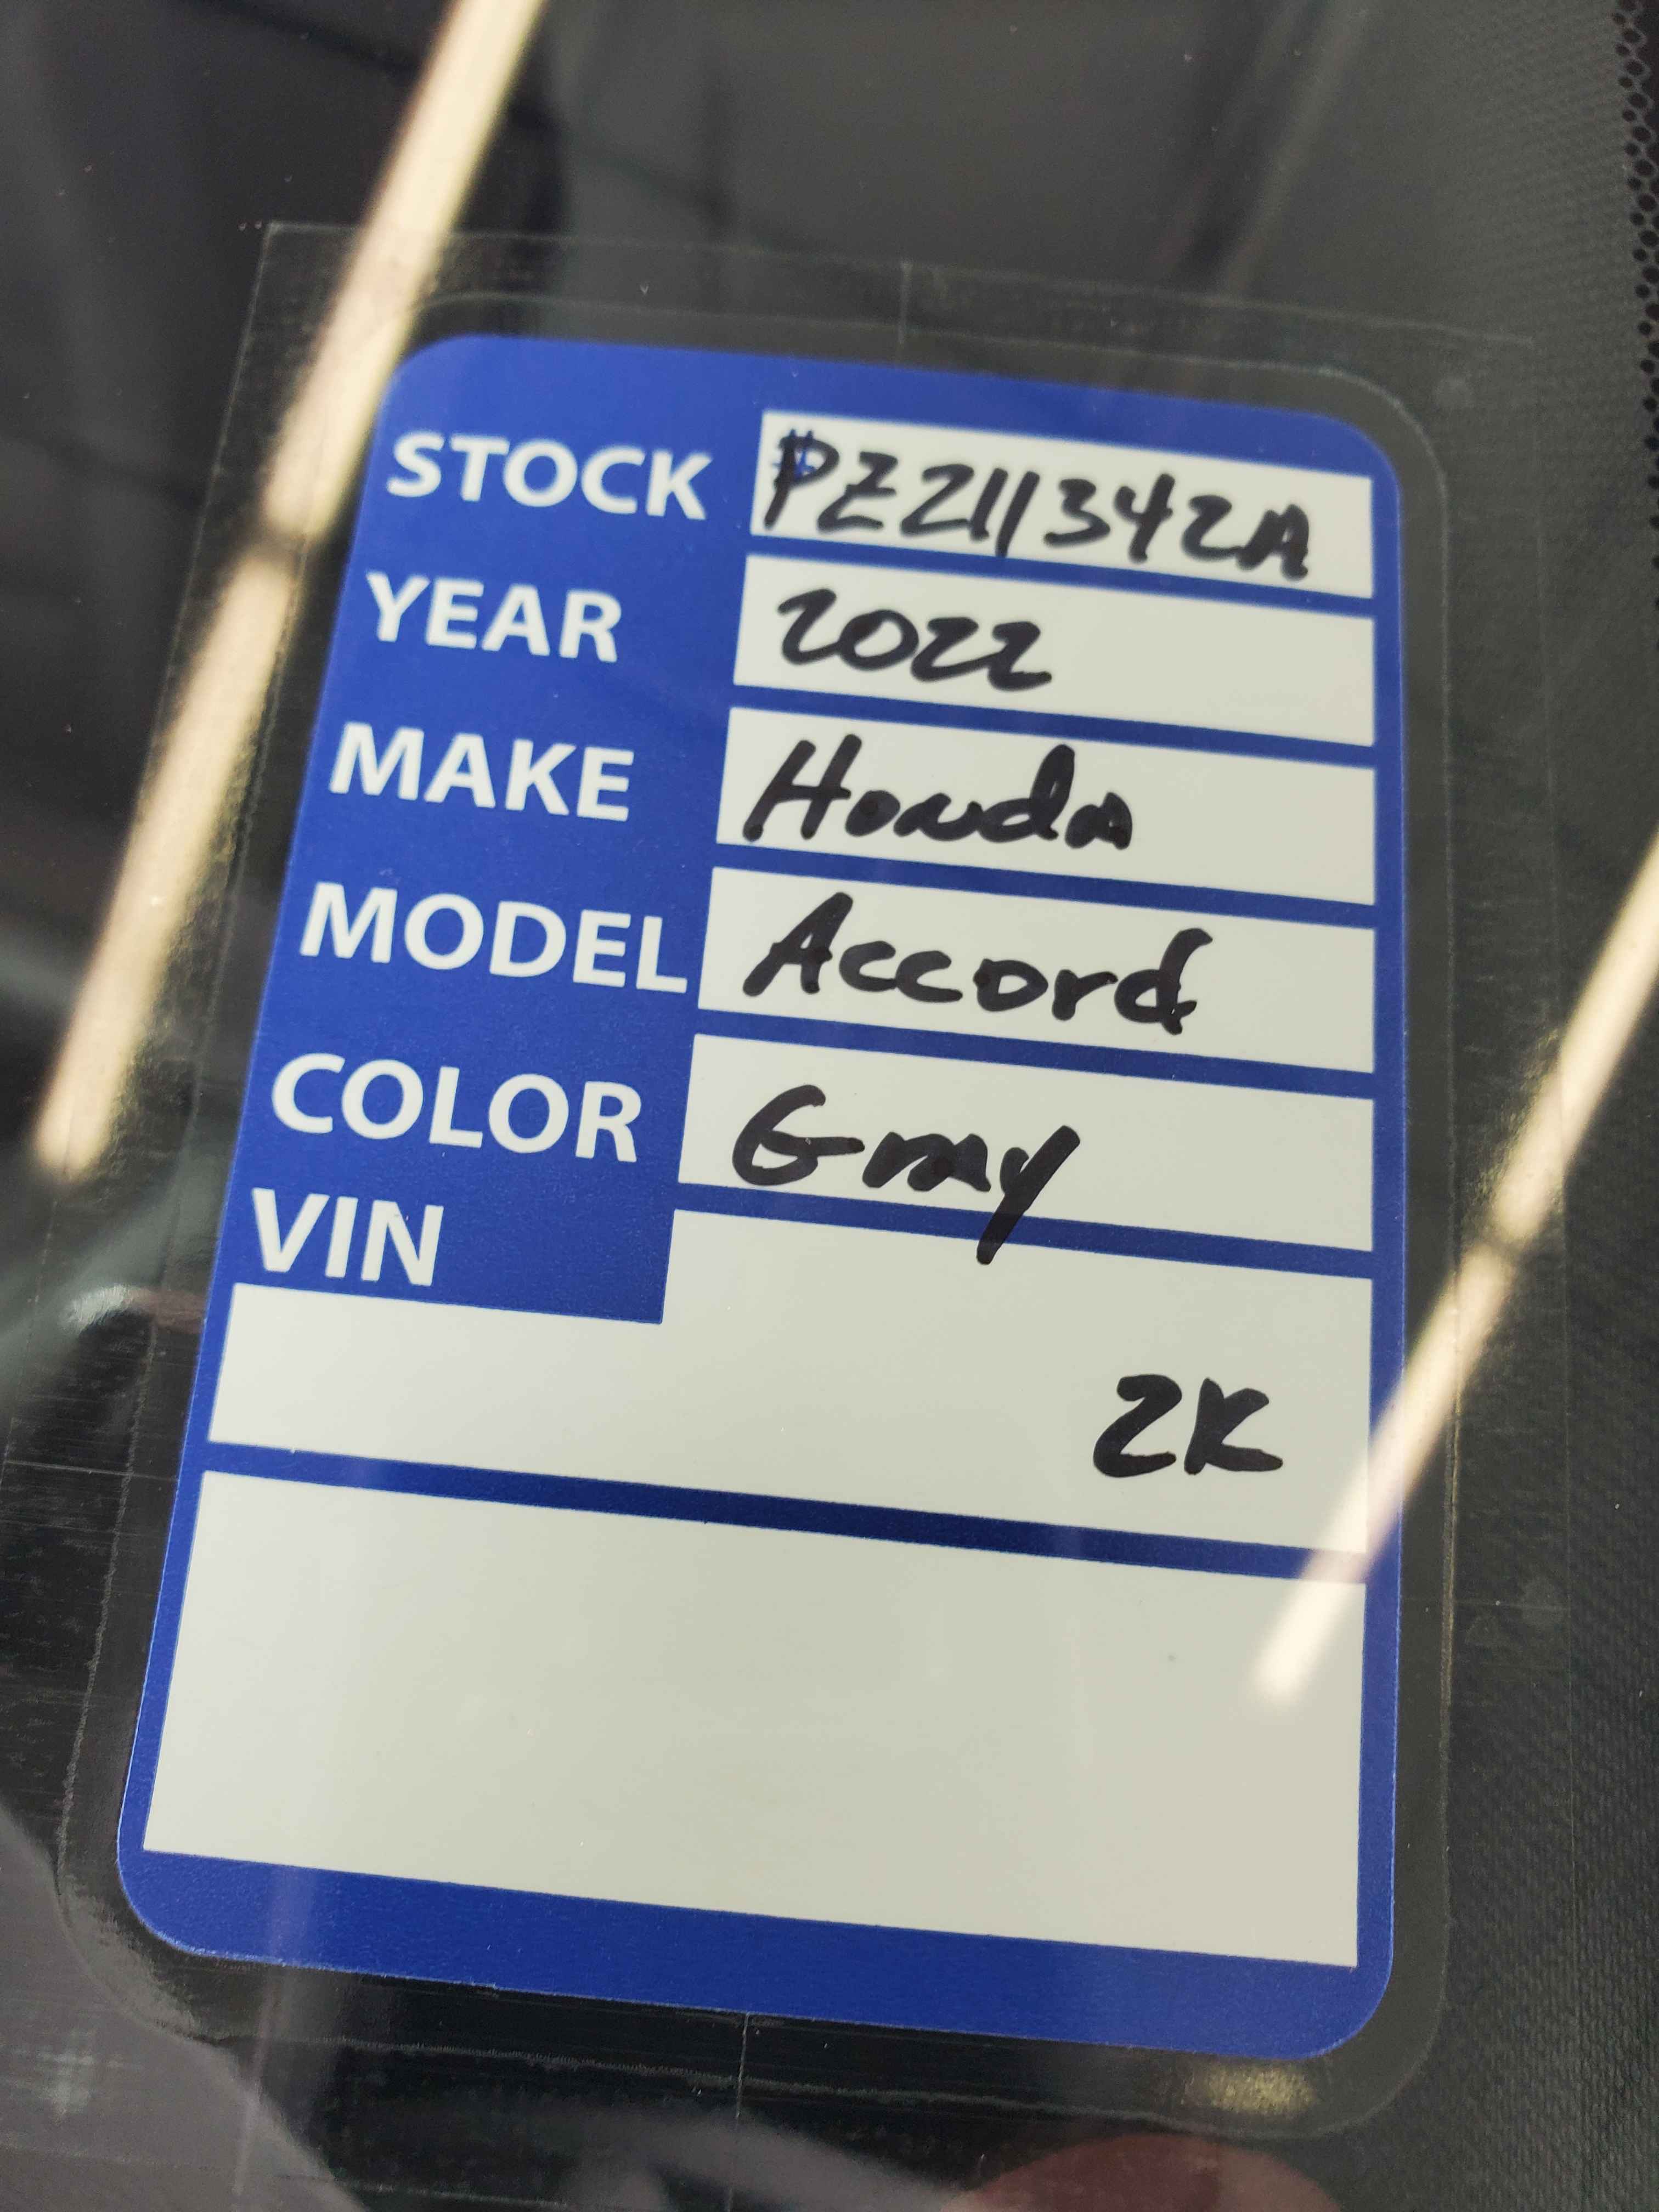 STOCK #PZ211342A
YEAR 2022
MAKE Honda
MODEL Accord
COLOR Gray
VIN
2K